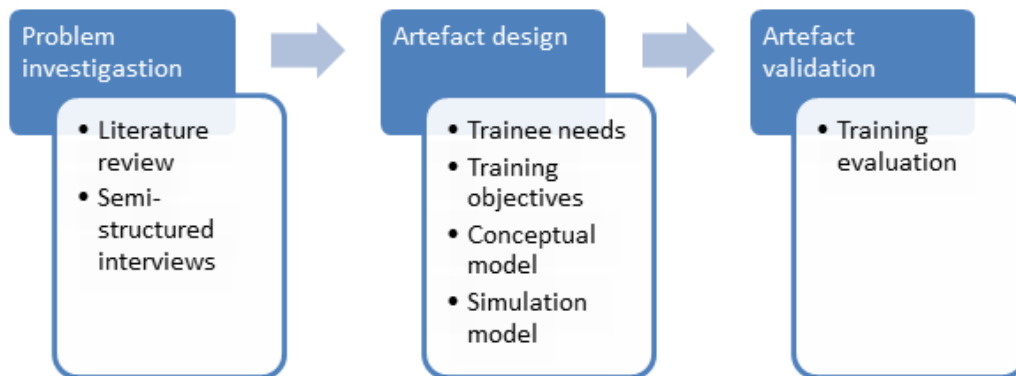 Problem
investigastion
• Literature
review
• Semi-
structured
interviews
Artefact design
• Trainee needs
• Training
objectives
• Conceptual
model
• Simulation
model
Artefact
validation
• Training
evaluation